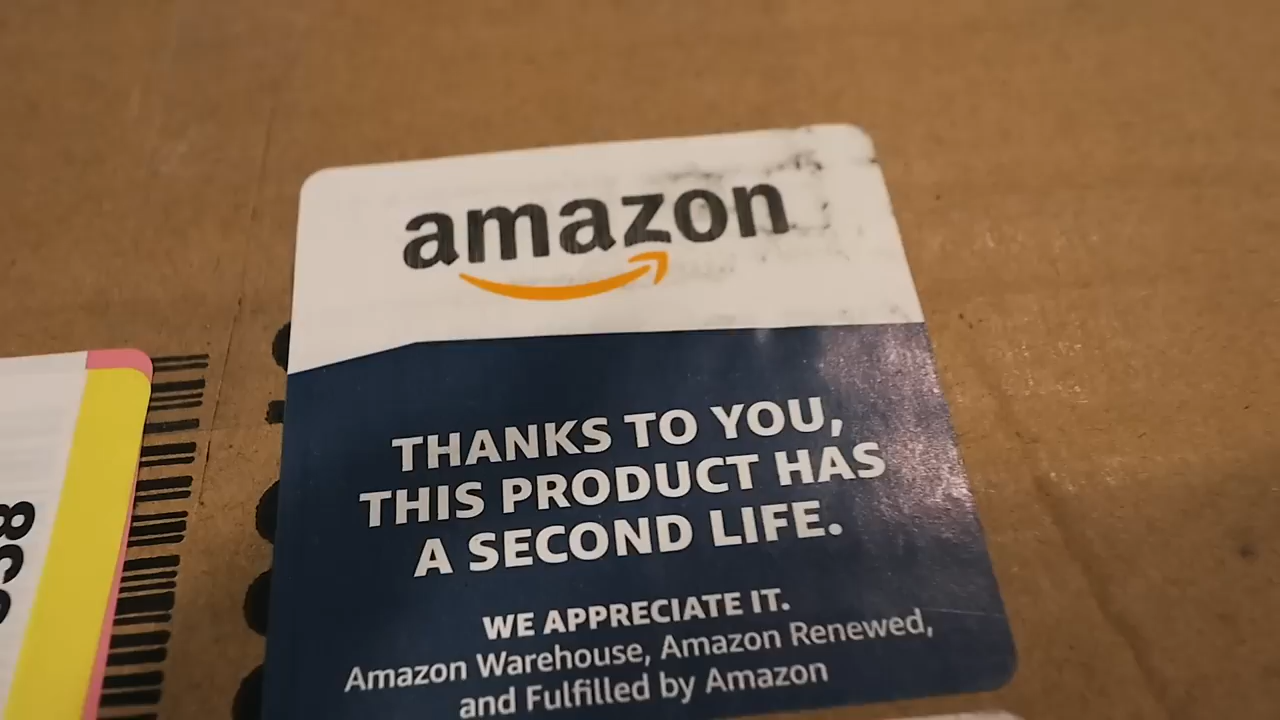 amazon
THANKS TO YOU,
THIS PRODUCT HAS
A SECOND LIFE.
WE APPRECIATE IT.
Amazon Warehouse, Amazon Renewed,
and Fulfilled by Amazon